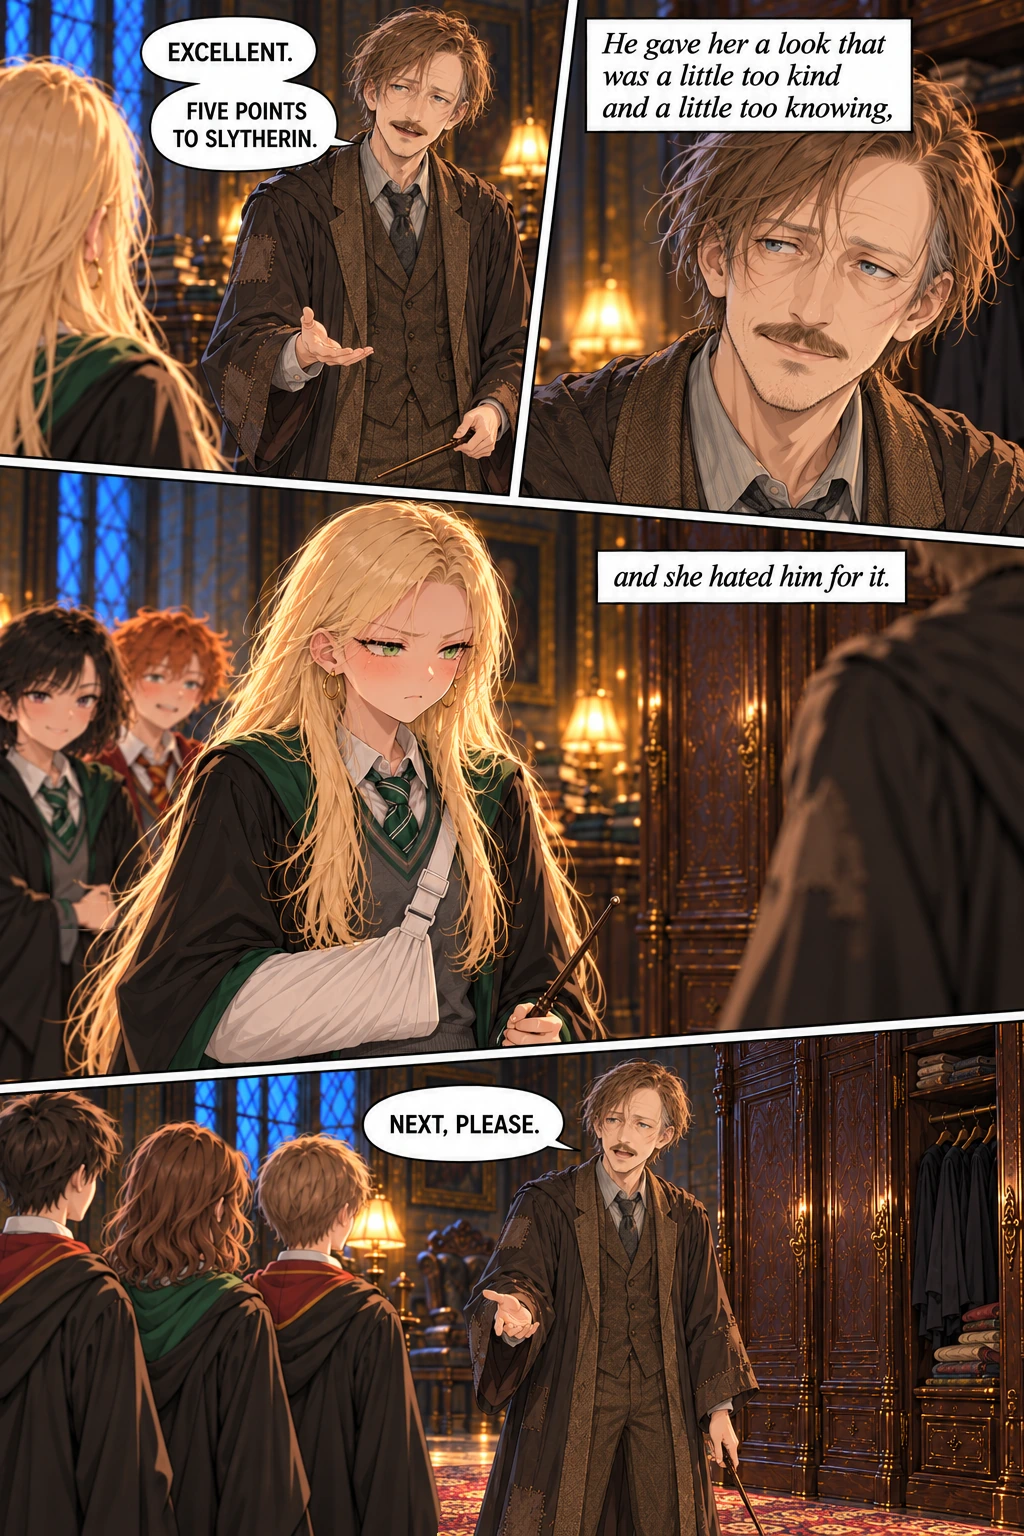 EXCELLENT.
FIVE POINTS
TO SLYTHERIN.
He gave her a look that
was a little too kind
and a little too knowing,
and she hated him for it.
NEXT, PLEASE.